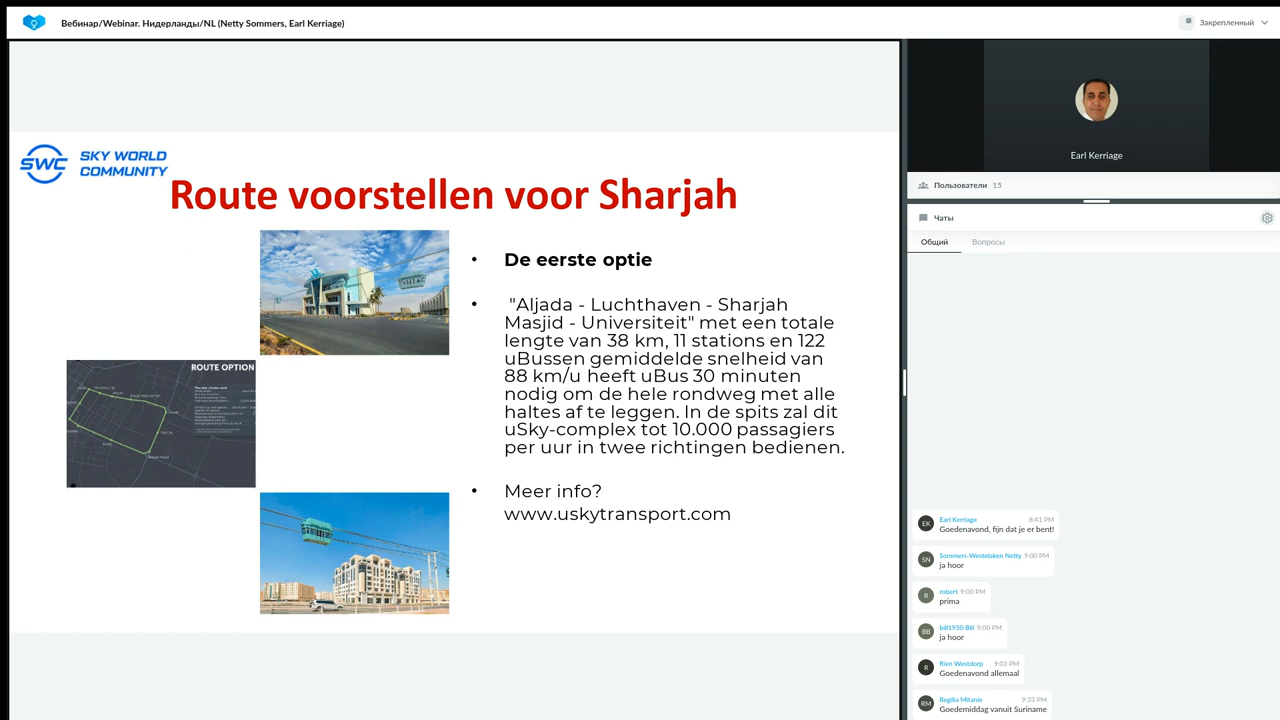 Вебинар/Webinar. Нидерланды/NL (Netty Sommers, Earl Kerriage)
Закрепленный
SWC SKY WORLD
COMMUNITY
Route voorstellen voor Sharjah
• De eerste optie
• "Aljada - Luchthaven - Sharjah
Masjid - Universiteit" met een totale
lengte van 38 km, 11 stations en 122
uBussen gemiddelde snelheid van
88 km/u heeft uBus 30 minuten
nodig om de hele rondweg met alle
haltes af te leggen. In de spits zal dit
uSky-complex tot 10.000 passagiers
per uur in twee richtingen bedienen.
• Meer info?
www.uskytransport.com
ROUTE OPTION
Earl Kerriage
Пользователи 15
Чаты
Общий Вопросы
EK Earl Kerriage 8:41 PM
Goedenavond, fijn dat je er bent!
SN Sommers-Westelaken Netty 9:00 PM
ja hoor
R robert 9:00 PM
prima
BB bill1950 Bill 9:00 PM
ja hoor
R Rien Westdorp 9:03 PM
Goedenavond allemaal
RM Regilia Mitanie 9:33 PM
Goedemiddag vanuit Suriname